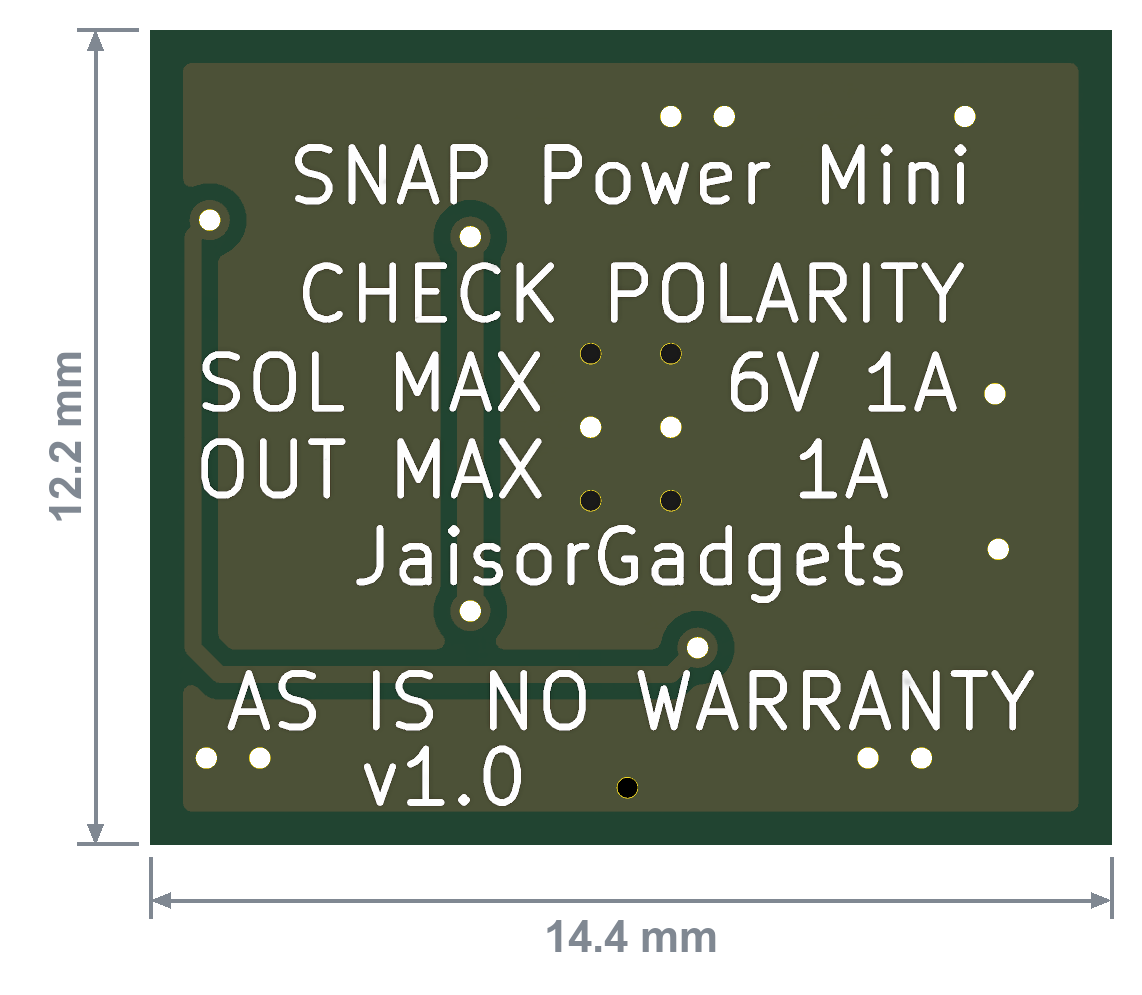 SNAP Power Mini
CHECK POLARITY
SOL MAX 6V 1A
OUT MAX 1A
JaisorGadgets
AS IS NO WARRANTY
v1.0
12.2 mm
14.4 mm